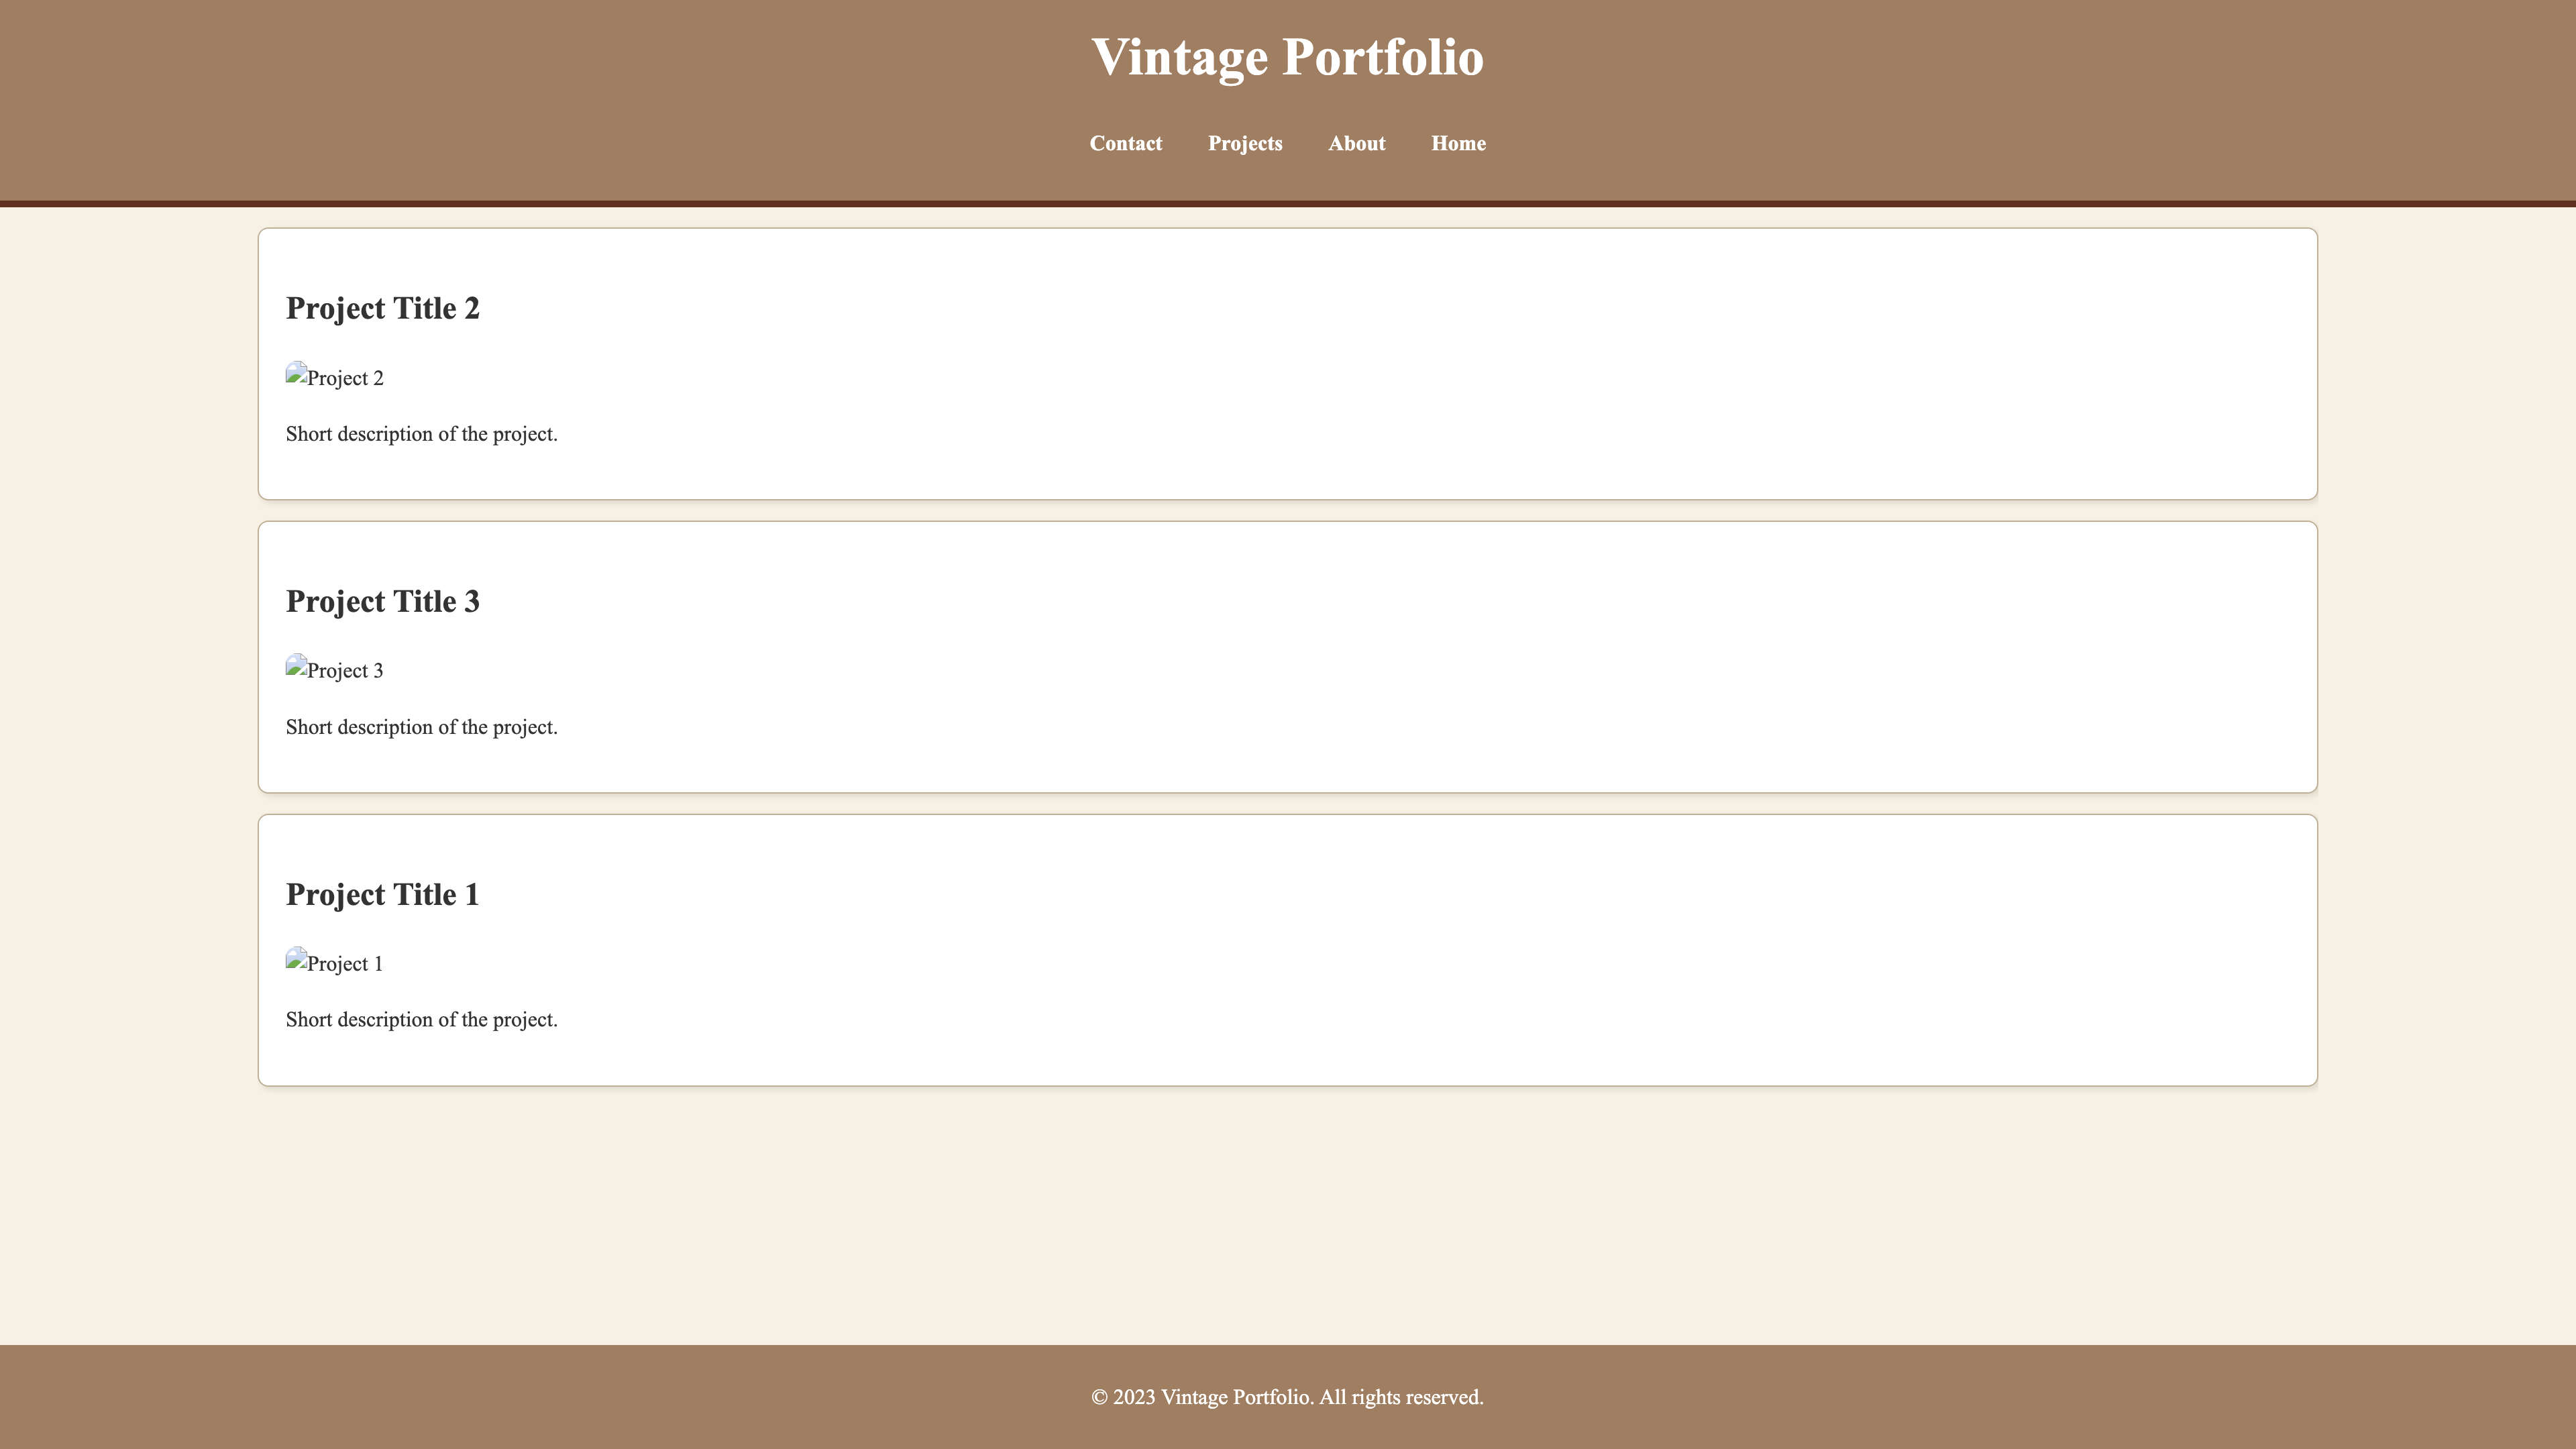 Vintage Portfolio
Contact Projects About Home
Project Title 2
Project 2
Short description of the project.
Project Title 3
Project 3
Short description of the project.
Project Title 1
Project 1
Short description of the project.
© 2023 Vintage Portfolio. All rights reserved.